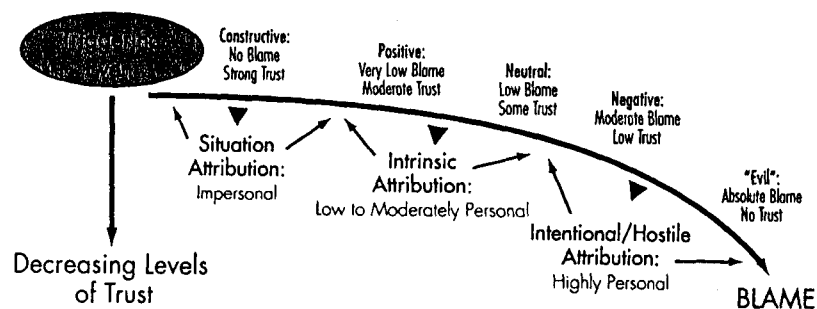 Constructive:
No Blame
Strong Trust
Positive:
Very Low Blame
Moderate Trust
Neutral:
Low Blame
Some Trust
Negative:
Moderate Blame
Low Trust
"Evil":
Absolute Blame
No Trust
Situation
Attribution:
Impersonal
Intrinsic
Attribution:
Low to Moderately Personal
Intentional/Hostile
Attribution:
Highly Personal
Decreasing Levels
of Trust
BLAME